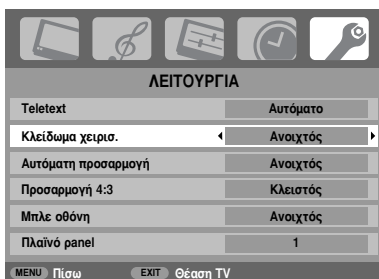 ΛΕΙΤΟΥΡΓΙΑ
Teletext Αυτόματο
Κλείδωμα χειρισ. Ανοιχτός
Αυτόματη προσαρμογή Ανοιχτός
Προσαρμογή 4:3 Κλειστός
Μπλε οθόνη Ανοιχτός
Πλαϊνό panel 1
MENU Πίσω EXIT Θέαση TV